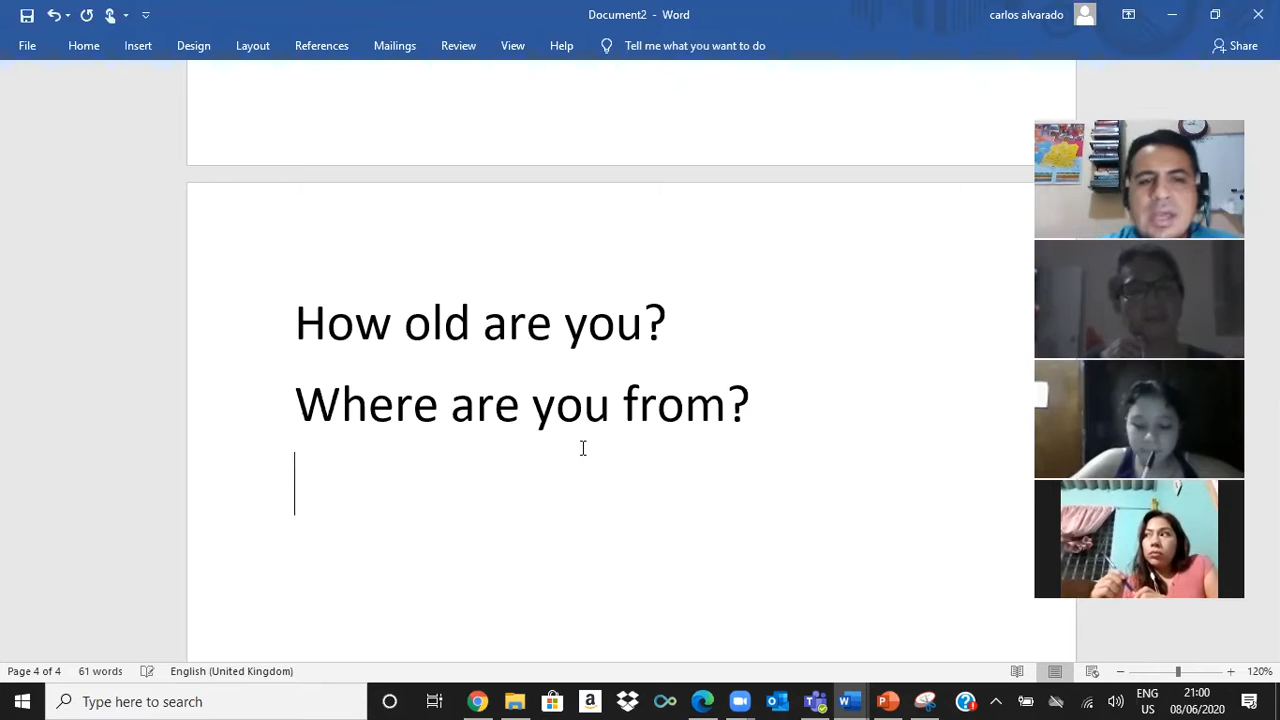 Document2 - Word
carlos alvarado
File Home Insert Design Layout References Mailings Review View Help Tell me what you want to do Share
How old are you?
Where are you from?
Page 4 of 4 61 words English (United Kingdom) 120%
Type here to search
ENG 21:00
US 08/06/2020